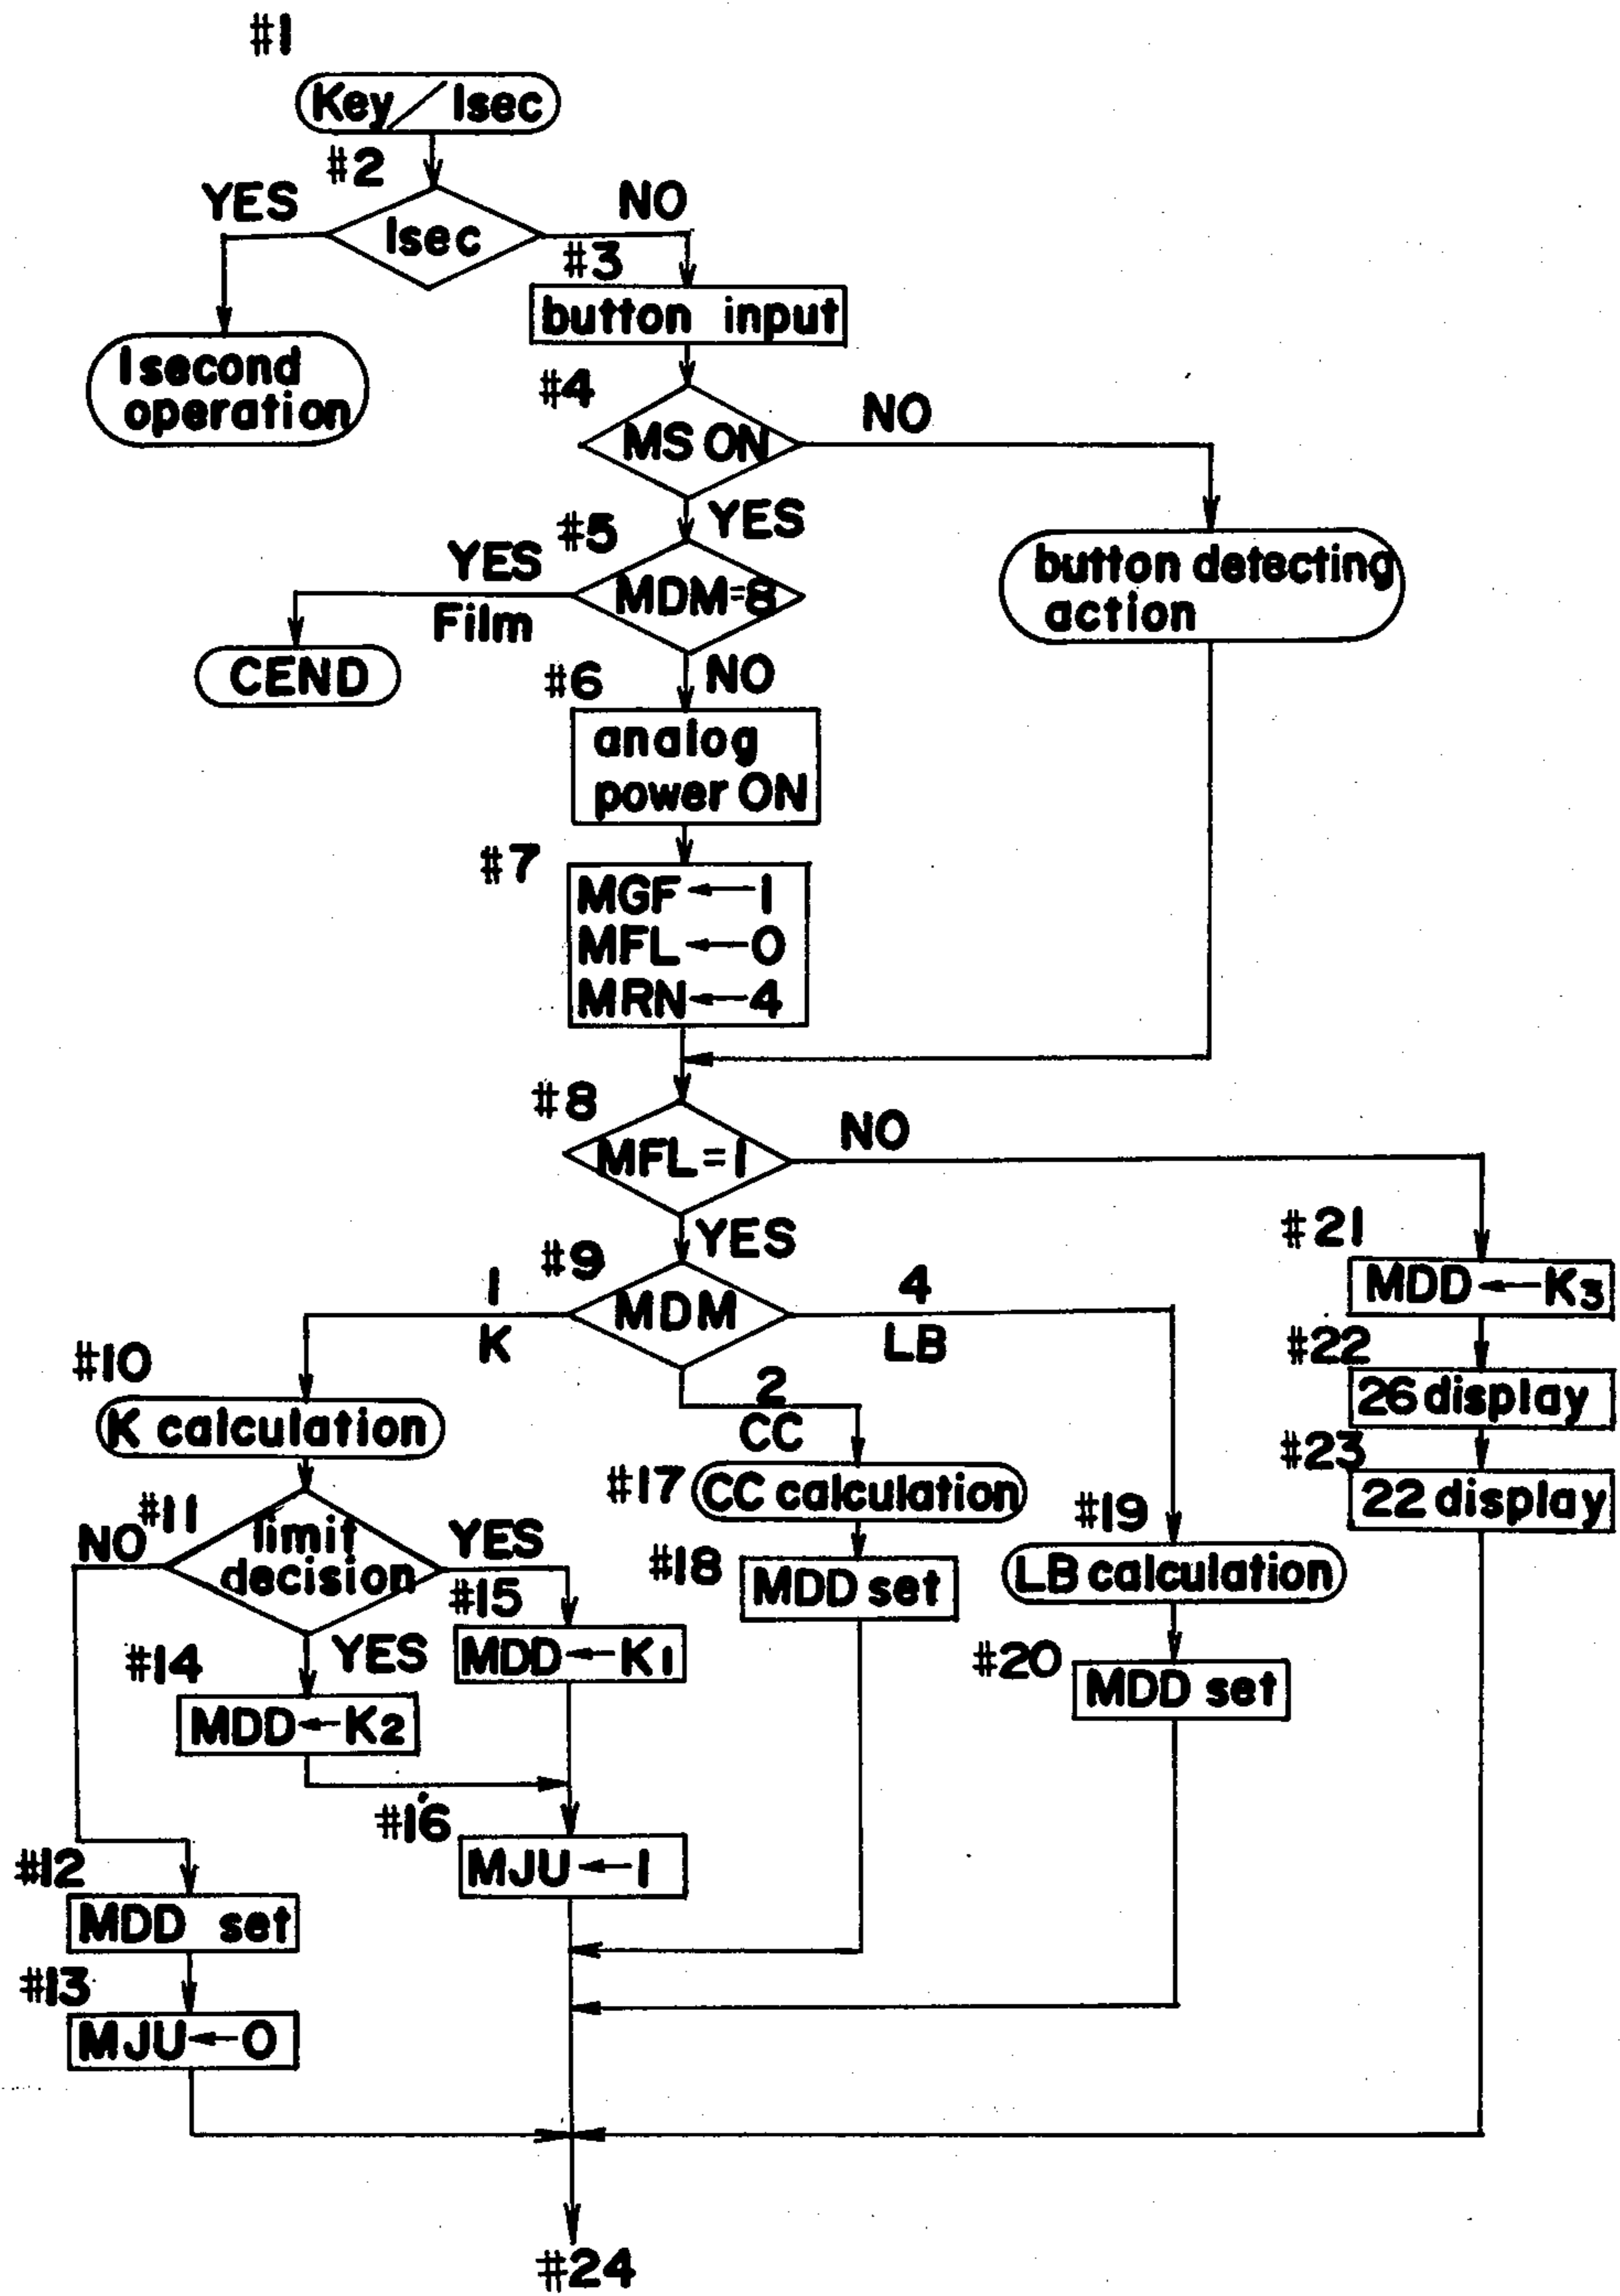 #1
Key/1sec
#2
YES
NO
1sec
#3
button input
1second
operation
#4
MS ON
NO
YES
#5
YES
MDM=8
Film
button detecting
action
CEND
#6
NO
analog
power ON
#7
MGF←1
MFL←0
MRN←4
#8
MFL=1
NO
YES
#9
1
K
MDM
4
LB
2
CC
#21
MDD←K3
#22
26 display
#23
22 display
#10
K calculation
#17
CC calculation
#11
NO
limit
decision
YES
#18
MDD set
#19
LB calculation
#15
MDD←K1
#14
YES
MDD←K2
#20
MDD set
#16
MJU←1
#12
MDD set
#13
MJU←0
#24